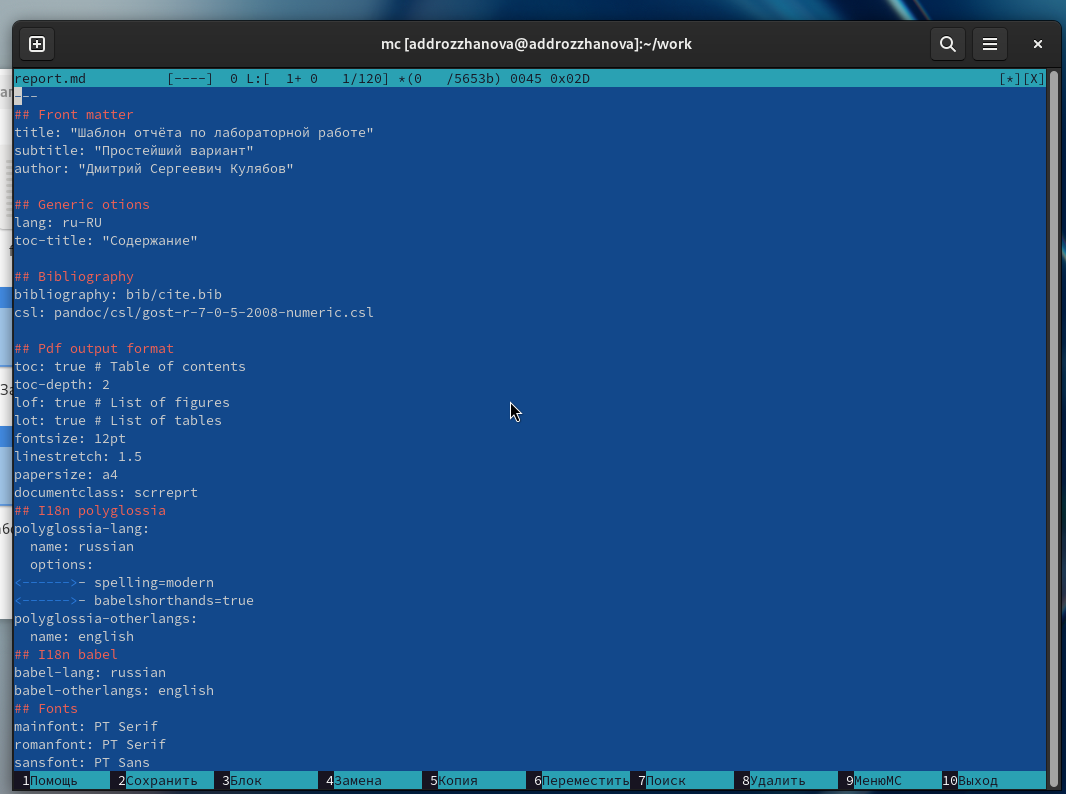 mc [addrozzhanova@addrozzhanova]:~/work
report.md [----] 0 L:[ 1+ 0 1/120] *(0 /5653b) 0045 0x02D [*][X]
---
## Front matter
title: "Шаблон отчёта по лабораторной работе"
subtitle: "Простейший вариант"
author: "Дмитрий Сергеевич Кулябов"
## Generic otions
lang: ru-RU
toc-title: "Содержание"
## Bibliography
bibliography: bib/cite.bib
csl: pandoc/csl/gost-r-7-0-5-2008-numeric.csl
## Pdf output format
toc: true # Table of contents
toc-depth: 2
lof: true # List of figures
lot: true # List of tables
fontsize: 12pt
linestretch: 1.5
papersize: a4
documentclass: scrreprt
## I18n polyglossia
polyglossia-lang:
  name: russian
  options:
<------>- spelling=modern
<------>- babelshorthands=true
polyglossia-otherlangs:
  name: english
## I18n babel
babel-lang: russian
babel-otherlangs: english
## Fonts
mainfont: PT Serif
romanfont: PT Serif
sansfont: PT Sans
1Помощь 2Сохранить 3Блок 4Замена 5Копия 6Переместить 7Поиск 8Удалить 9МенюМС 10Выход